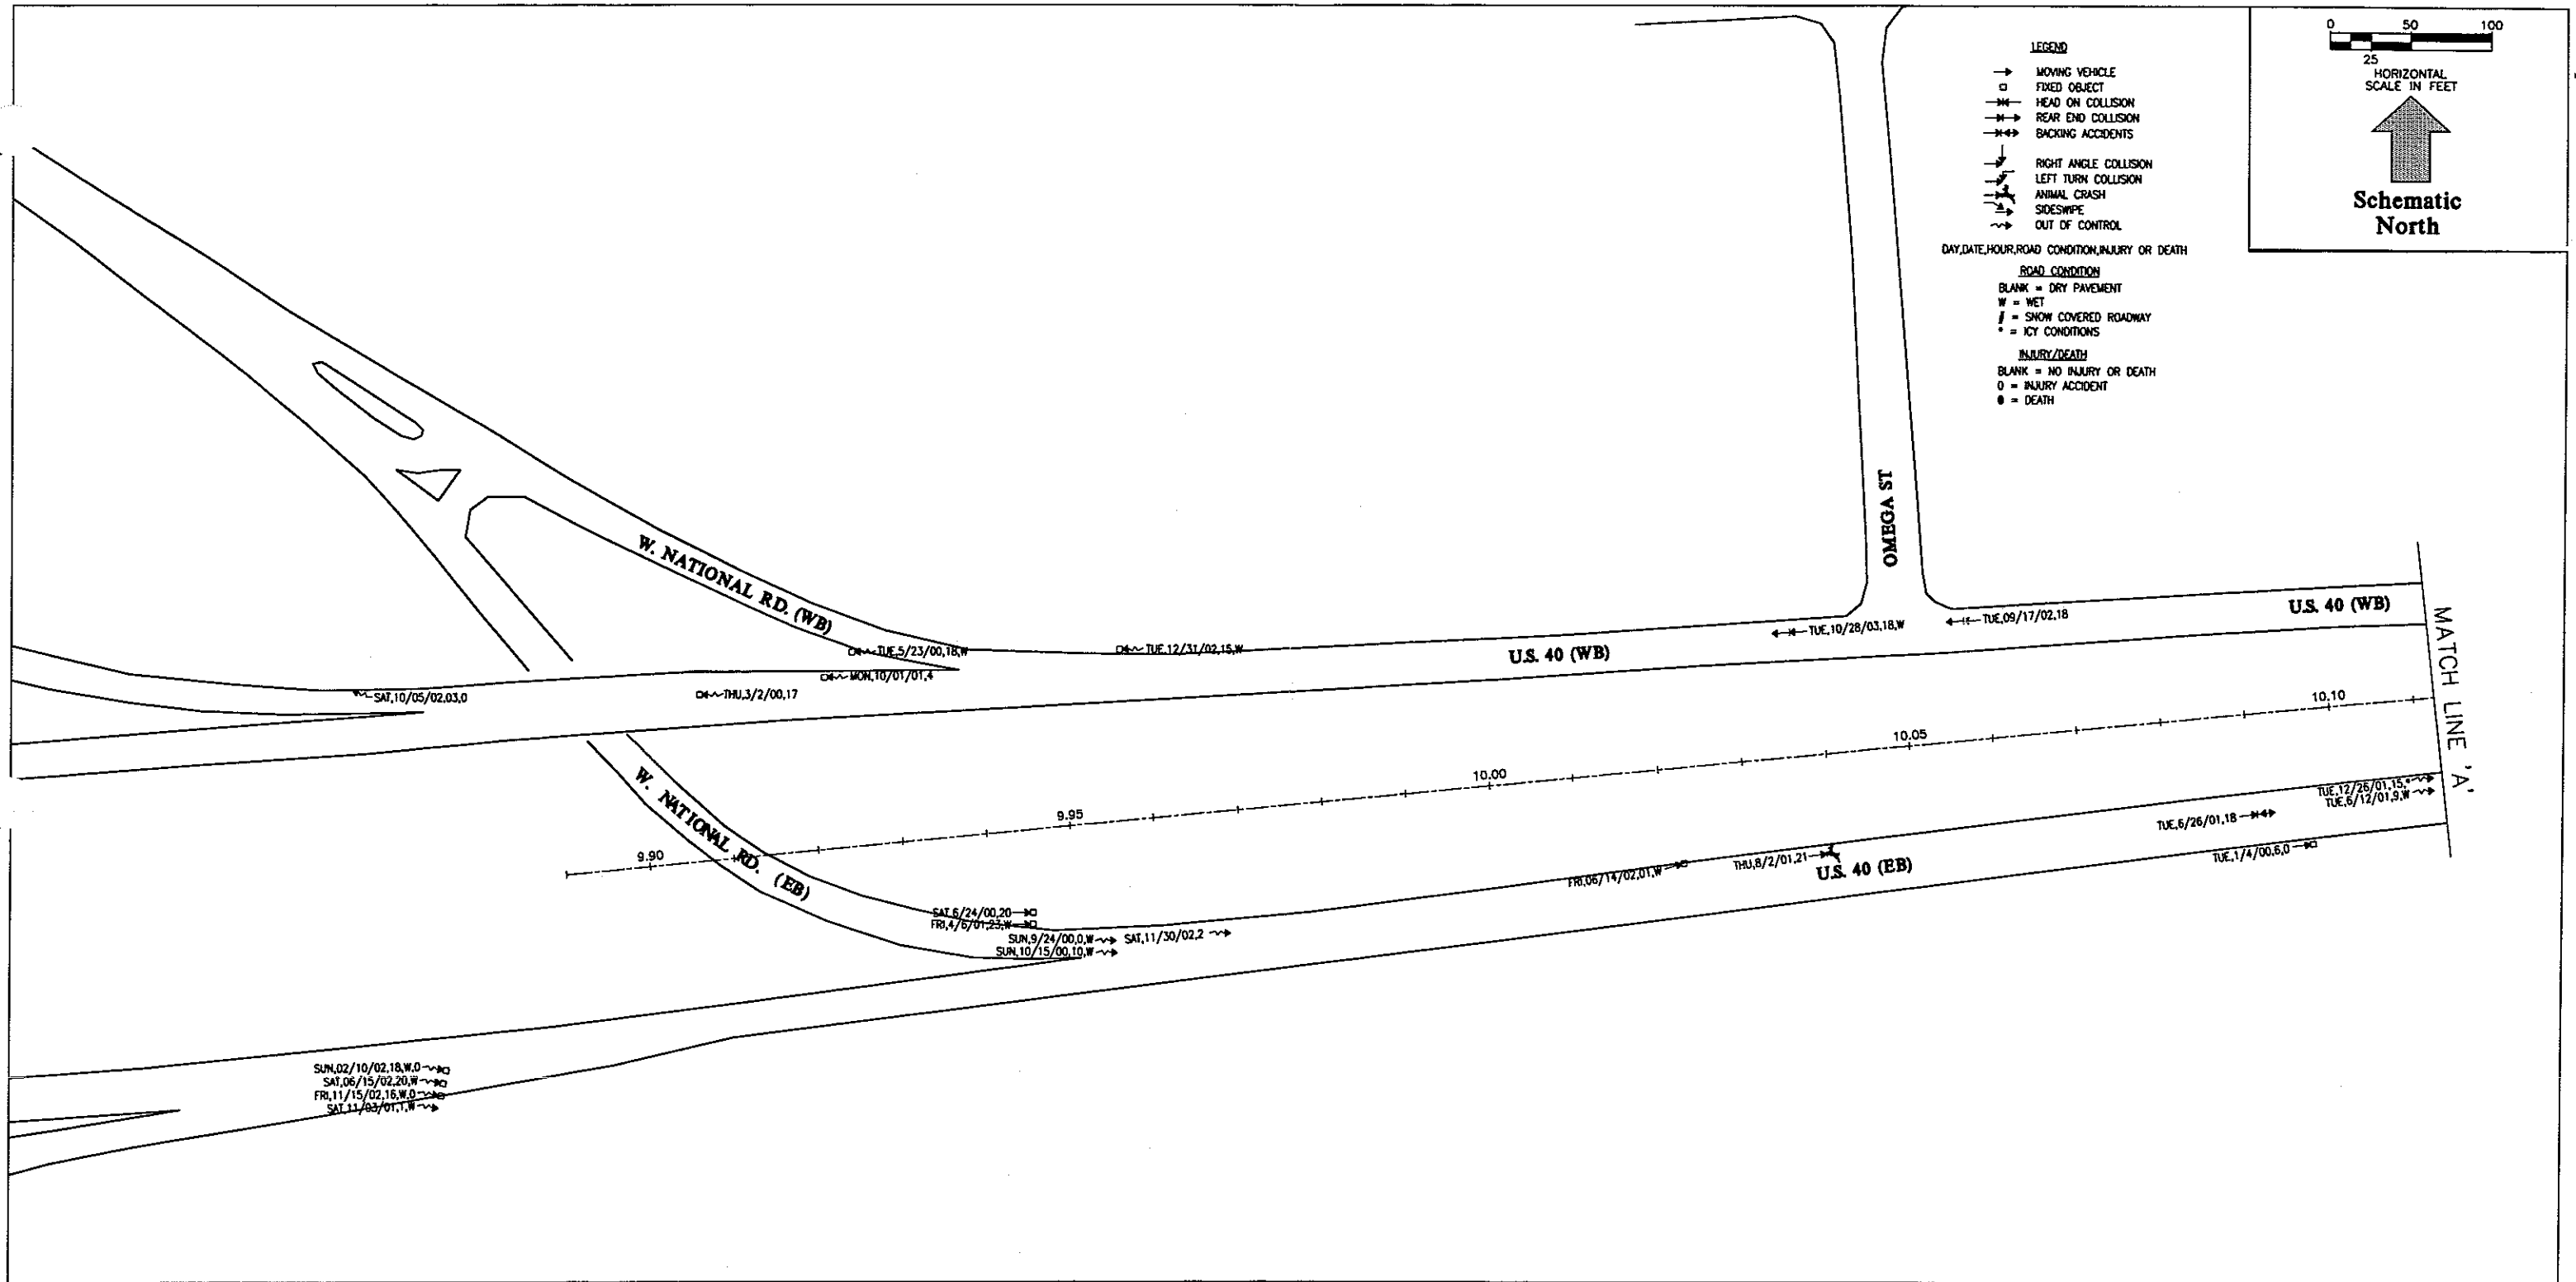 LEGEND
MOVING VEHICLE
FIXED OBJECT
HEAD ON COLLISION
REAR END COLLISION
BACKING ACCIDENTS
RIGHT ANGLE COLLISION
LEFT TURN COLLISION
ANIMAL CRASH
SIDESWIPE
OUT OF CONTROL
DAY,DATE,HOUR,ROAD CONDITION,INJURY OR DEATH
ROAD CONDITION
BLANK = DRY PAVEMENT
W = WET
/ = SNOW COVERED ROADWAY
* = ICY CONDITIONS
INJURY/DEATH
BLANK = NO INJURY OR DEATH
0 = INJURY ACCIDENT
= DEATH
0 50 100
25
HORIZONTAL
SCALE IN FEET
Schematic
North
OMEGA ST
W. NATIONAL RD. (WB)
U.S. 40 (WB)
U.S. 40 (WB)
TUE,09/17/02,18
TUE,10/28/03,18,W
TUE,12/31/02,15,W
TUE,5/23/00,18,W
MON,10/01/01,4
THU,3/2/00,17
SAT,10/05/02,03,0
MATCH LINE 'A'
10.10
10.05
10.00
9.95
9.90
W. NATIONAL RD. (EB)
TUE,12/26/01,15,*
TUE,6/12/01,9,W
TUE,6/26/01,18
TUE,1/4/00,6,0
THU,8/2/01,21
FRI,06/14/02,01,W
U.S. 40 (EB)
SAT,6/24/00,20
FRI,4/6/01,23,W
SUN,9/24/00,0,W
SAT,11/30/02,2
SUN,10/15/00,10,W
SUN,02/10/02,18,W,0
SAT,06/15/02,20,W
FRI,11/15/02,16,W,0
SAT,11/03/01,1,W